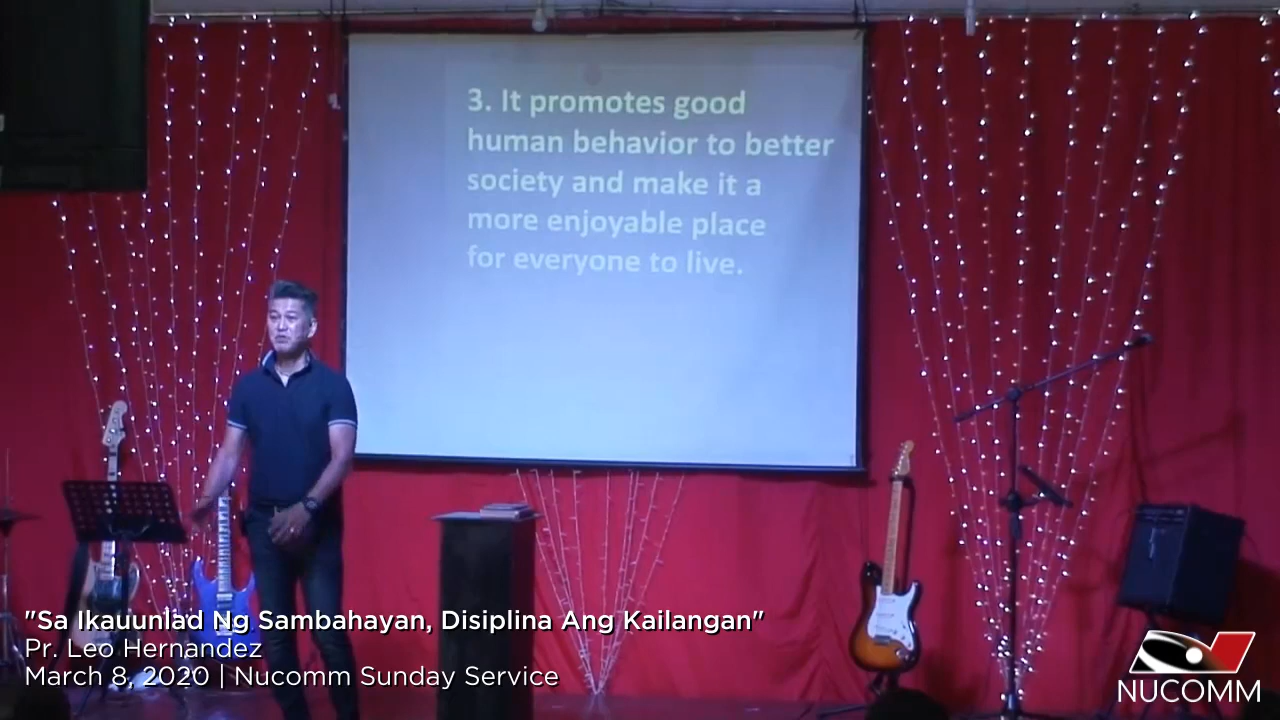 3. It promotes good
human behavior to better
society and make it a
more enjoyable place
for everyone to live.
"Sa Ikauunlad Ng Sambahayan, Disiplina Ang Kailangan"
Pr. Leo Hernandez
March 8, 2020 | Nucomm Sunday Service
NUCOMM